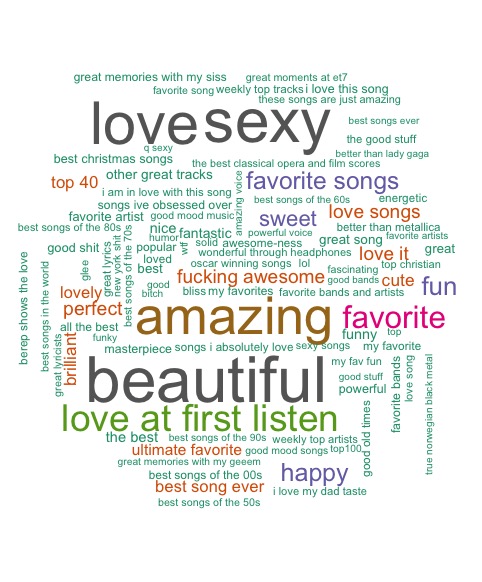 great memories with my siss
great moments at et7
favorite song
weekly top tracks
i love this song
these songs are just amazing
love
sexy
best songs ever
q sexy
the good stuff
best christmas songs
the best classical opera and film scores
better than lady gaga
top 40
other great tracks
amazing voice
favorite songs
i am in love with this song
best songs of the 60s
energetic
songs ive obsessed over
sweet
love songs
favorite artist
good mood music
best songs of the 80s
nice
fantastic
powerful voice
better than metallica
favorite artists
humor
solid
awesome-ness
great song
good shit
great lyrics
new york shit
best songs of the 70s
popular
wtf
wonderful through headphones
love it
great
loved
oscar winning songs
lol
top christian
berep shows the love
best songs in the world
glee
best
fucking awesome
fascinating
good bands
cute
fun
lovely
good
bitch
bliss
my favorites
favorite bands and artists
perfect
amazing
favorite
all the best
funky
funny
top
great lyricists
brilliant
masterpiece
songs i absolutely love
sexy songs
my favorite
beautiful
my fav fun
favorite bands
love song
true norwegian black metal
good stuff
powerful
love at first listen
good old times
the best
best songs of the 90s
weekly top artists
ultimate favorite
good mood songs
top100
great memories with my geeem
happy
best songs of the 00s
best song ever
i love my dad taste
best songs of the 50s